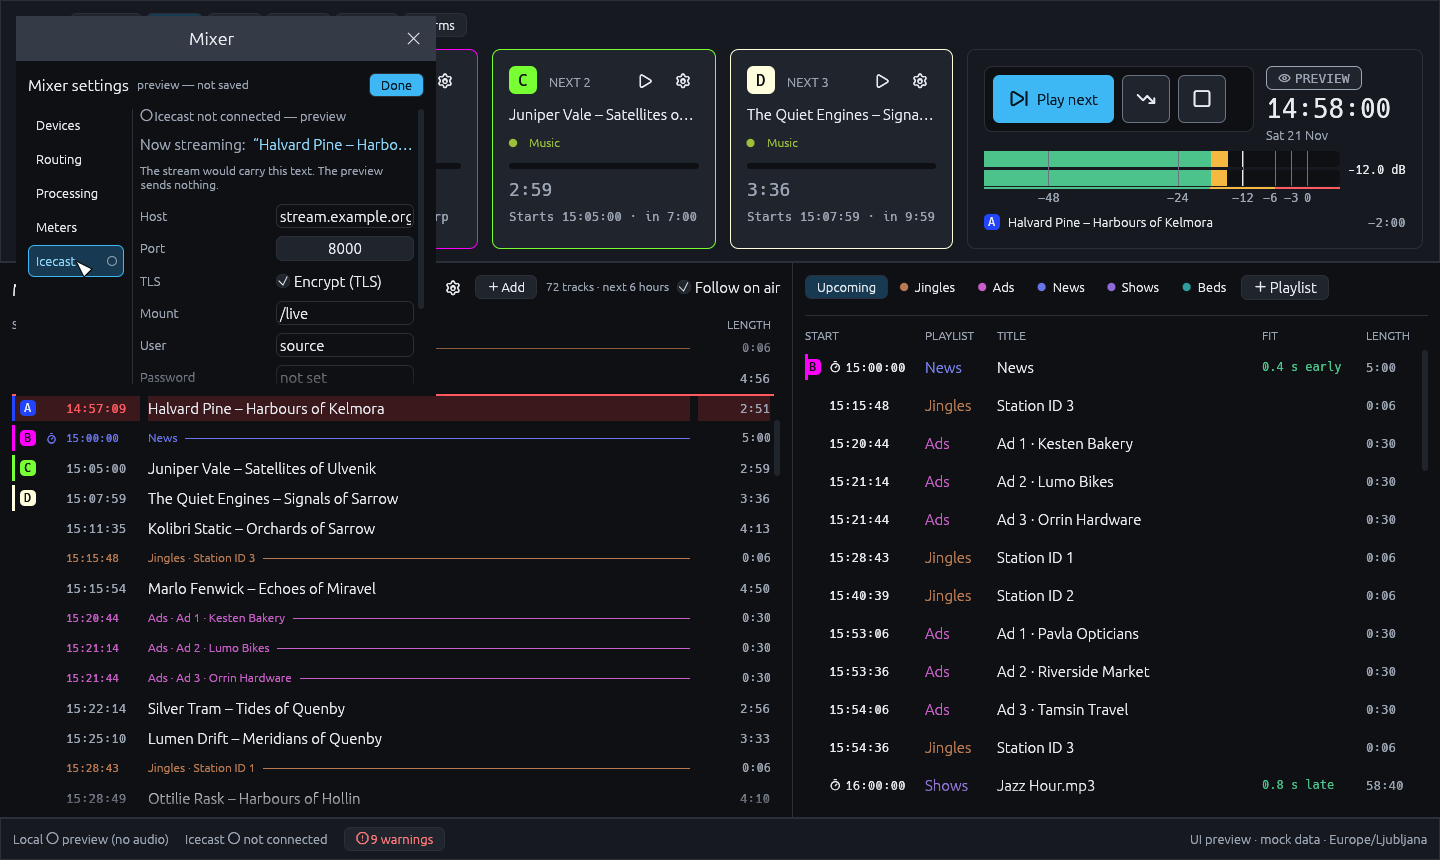 Mixer
Mixer settings preview — not saved Done
Devices
Routing
Processing
Meters
Icecast
Icecast not connected — preview
Now streaming: “Halvard Pine – Harbo…
The stream would carry this text. The preview
sends nothing.
Host stream.example.org
Port 8000
TLS Encrypt (TLS)
Mount /live
User source
Password not set
rms
rp
C NEXT 2
Juniper Vale – Satellites o…
Music
2:59
Starts 15:05:00 · in 7:00
D NEXT 3
The Quiet Engines – Signa…
Music
3:36
Starts 15:07:59 · in 9:59
Play next
PREVIEW
14:58:00
Sat 21 Nov
-12.0 dB
−48 −24 −12 −6 −3 0
A Halvard Pine – Harbours of Kelmora −2:00
+ Add 72 tracks · next 6 hours Follow on air
LENGTH
0:06
4:56
A 14:57:09 Halvard Pine – Harbours of Kelmora 2:51
B 15:00:00 News 5:00
C 15:05:00 Juniper Vale – Satellites of Ulvenik 2:59
D 15:07:59 The Quiet Engines – Signals of Sarrow 3:36
15:11:35 Kolibri Static – Orchards of Sarrow 4:13
15:15:48 Jingles · Station ID 3 0:06
15:15:54 Marlo Fenwick – Echoes of Miravel 4:50
15:20:44 Ads · Ad 1 · Kesten Bakery 0:30
15:21:14 Ads · Ad 2 · Lumo Bikes 0:30
15:21:44 Ads · Ad 3 · Orrin Hardware 0:30
15:22:14 Silver Tram – Tides of Quenby 2:56
15:25:10 Lumen Drift – Meridians of Quenby 3:33
15:28:43 Jingles · Station ID 1 0:06
15:28:49 Ottilie Rask – Harbours of Hollin 4:10
Upcoming Jingles Ads News Shows Beds + Playlist
START PLAYLIST TITLE FIT LENGTH
B 15:00:00 News News 0.4 s early 5:00
15:15:48 Jingles Station ID 3 0:06
15:20:44 Ads Ad 1 · Kesten Bakery 0:30
15:21:14 Ads Ad 2 · Lumo Bikes 0:30
15:21:44 Ads Ad 3 · Orrin Hardware 0:30
15:28:43 Jingles Station ID 1 0:06
15:40:39 Jingles Station ID 2 0:06
15:53:06 Ads Ad 1 · Pavla Opticians 0:30
15:53:36 Ads Ad 2 · Riverside Market 0:30
15:54:06 Ads Ad 3 · Tamsin Travel 0:30
15:54:36 Jingles Station ID 3 0:06
16:00:00 Shows Jazz Hour.mp3 0.8 s late 58:40
Local preview (no audio) Icecast not connected 9 warnings
UI preview · mock data · Europe/Ljubljana